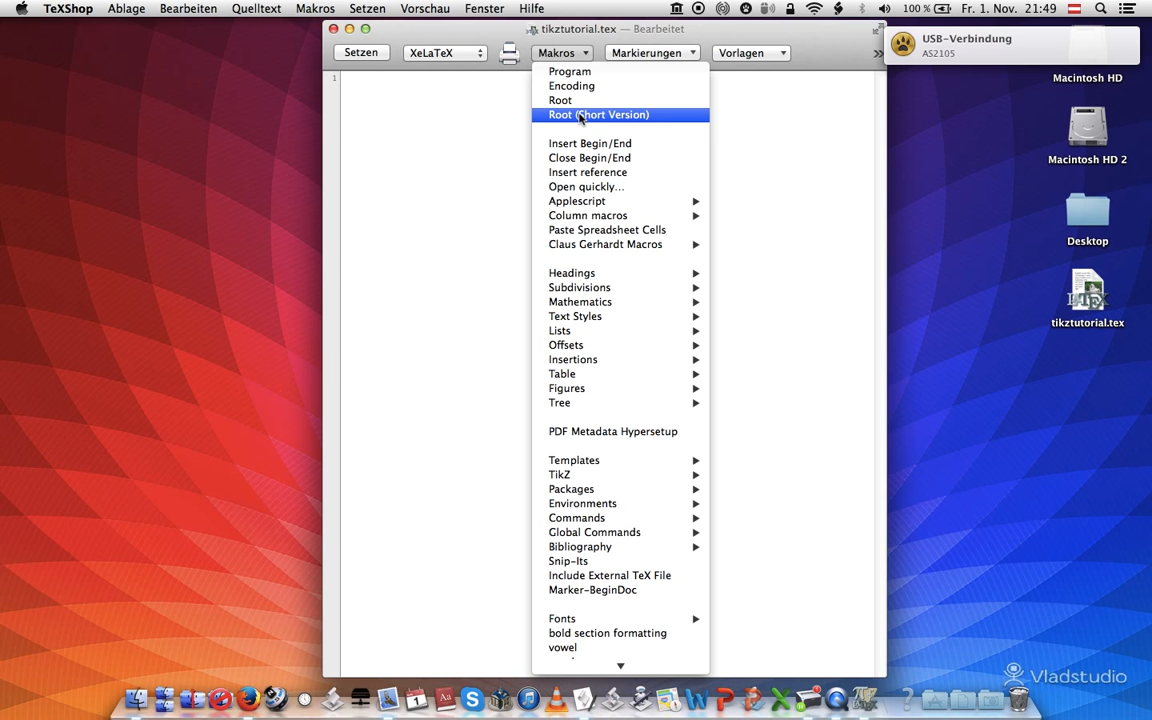 TeXShop Ablage Bearbeiten Quelltext Makros Setzen Vorschau Fenster Hilfe 100 % Fr. 1. Nov. 21:49
tikztutorial.tex — Bearbeitet
Setzen XeLaTeX Makros Markierungen Vorlagen »
1
USB-Verbindung
AS2105
Macintosh HD
Macintosh HD 2
Desktop
tikztutorial.tex
Program
Encoding
Root
Root (Short Version)
Insert Begin/End
Close Begin/End
Insert reference
Open quickly...
Applescript
Column macros
Paste Spreadsheet Cells
Claus Gerhardt Macros
Headings
Subdivisions
Mathematics
Text Styles
Lists
Offsets
Insertions
Table
Figures
Tree
PDF Metadata Hypersetup
Templates
TikZ
Packages
Environments
Commands
Global Commands
Bibliography
Snip-Its
Include External TeX File
Marker-BeginDoc
Fonts
bold section formatting
vowel
Vladstudio